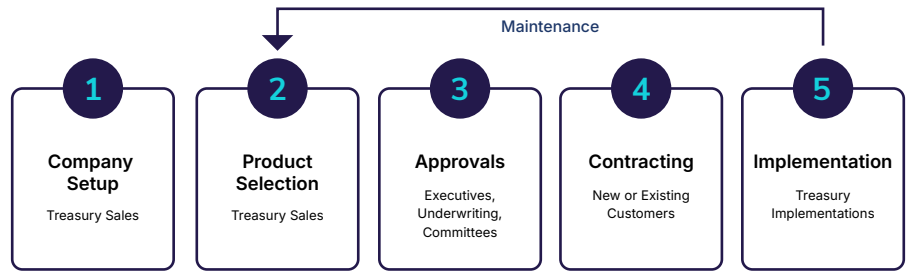 Maintenance
1
Company
Setup
Treasury Sales
2
Product
Selection
Treasury Sales
3
Approvals
Executives,
Underwriting,
Committees
4
Contracting
New or Existing
Customers
5
Implementation
Treasury
Implementations